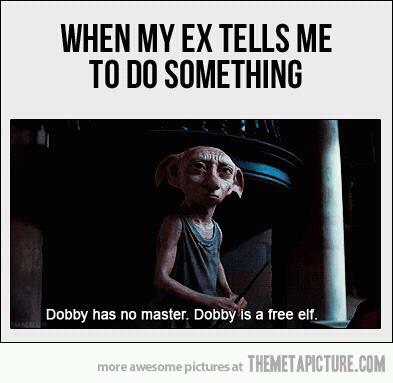 WHEN MY EX TELLS ME
TO DO SOMETHING
Dobby has no master. Dobby is a free elf.
more awesome pictures at THEMETAPICTURE.COM